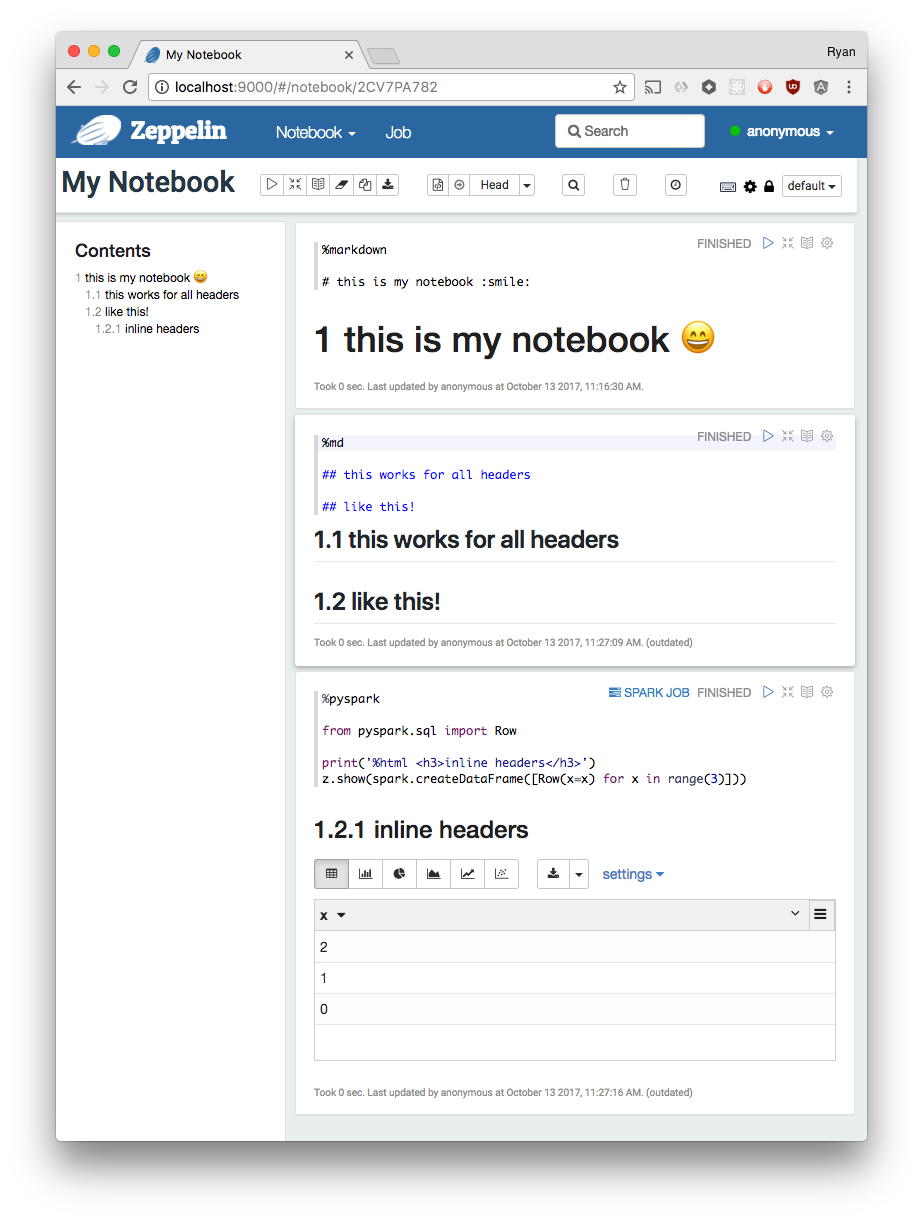 My Notebook
Ryan
localhost:9000/#/notebook/2CV7PA782
Zeppelin
Notebook
Job
Search
anonymous
My Notebook
Head
default
Contents
1 this is my notebook 😄
1.1 this works for all headers
1.2 like this!
1.2.1 inline headers
FINISHED
%markdown
# this is my notebook :smile:
1 this is my notebook 😄
Took 0 sec. Last updated by anonymous at October 13 2017, 11:16:30 AM.
FINISHED
%md
## this works for all headers
## like this!
1.1 this works for all headers
1.2 like this!
Took 0 sec. Last updated by anonymous at October 13 2017, 11:27:09 AM. (outdated)
SPARK JOB FINISHED
%pyspark
from pyspark.sql import Row
print('%html <h3>inline headers</h3>')
z.show(spark.createDataFrame([Row(x=x) for x in range(3)]))
1.2.1 inline headers
settings
x
2
1
0
Took 0 sec. Last updated by anonymous at October 13 2017, 11:27:16 AM. (outdated)